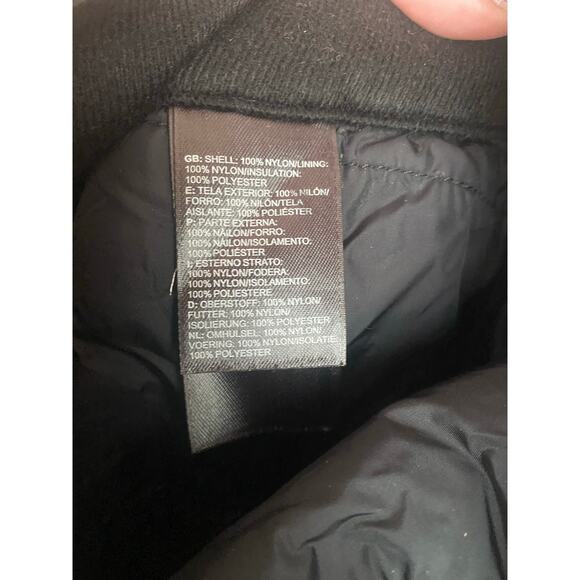 GB: SHELL: 100% NYLON/LINING:
100% NYLON/INSULATION:
100% POLYESTER
E: TELA EXTERIOR: 100% NILÓN/
FORRO: 100% NILÓN/TELA
AISLANTE: 100% POLIÉSTER
P: PARTE EXTERNA:
100% NÁILON/FORRO:
100% NÁILON/ISOLAMENTO:
100% POLIÉSTER
I: ESTERNO STRATO:
100% NYLON/FODERA:
100% NYLON/ISOLAMENTO:
100% POLIESTERE
D: OBERSTOFF: 100% NYLON/
FUTTER: 100% NYLON/
ISOLIERUNG: 100% POLYESTER
NL: OMHULSEL: 100% NYLON/
VOERING: 100% NYLON/ISOLATIE:
100% POLYESTER